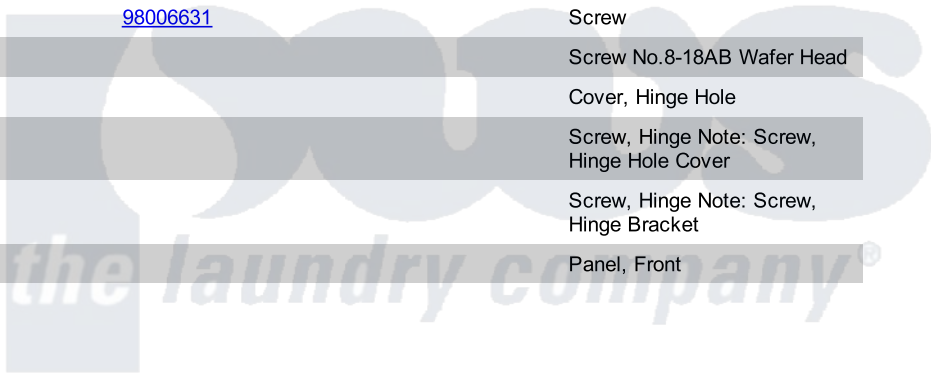 98006631 Screw
Screw No.8-18AB Wafer Head
Cover, Hinge Hole
Screw, Hinge Note: Screw,
Hinge Hole Cover
Screw, Hinge Note: Screw,
Hinge Bracket
Panel, Front
pws
the laundry company®